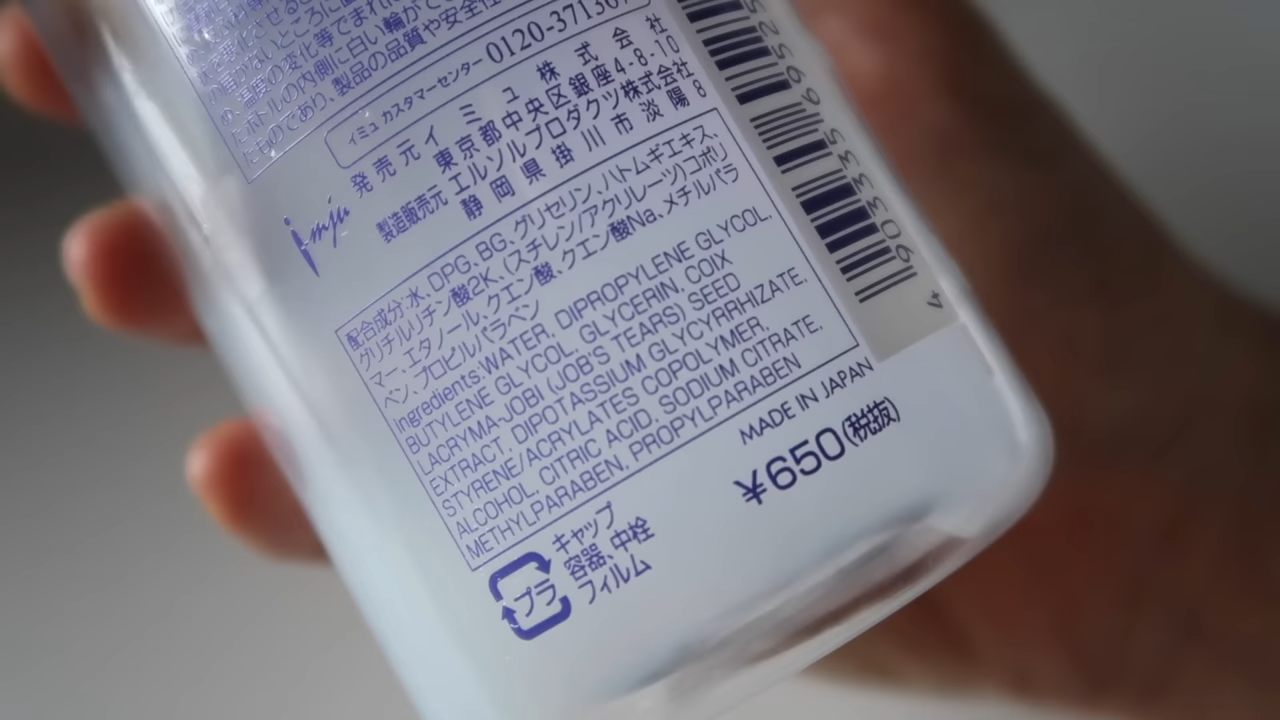 ボトルの内側に白い輪ができ
ものであり、製品の品質や安全性
イミュ カスタマーセンター 0120-371367
imju
発売元 イミュ株式会社
東京都中央区銀座4-8-10
製造販売元 エルソルプロダクツ株式会社
静岡県掛川市淡陽8
配合成分:水、DPG、BG、グリセリン、ハトムギエキス、
グリチルリチン酸2K、(スチレン/アクリレーツ)コポリ
マー、エタノール、クエン酸、クエン酸Na、メチルパラ
ベン、プロピルパラベン
Ingredients:WATER, DIPROPYLENE GLYCOL,
BUTYLENE GLYCOL, GLYCERIN, COIX
LACRYMA-JOBI (JOB'S TEARS) SEED
EXTRACT, DIPOTASSIUM GLYCYRRHIZATE,
STYRENE/ACRYLATES COPOLYMER,
ALCOHOL, CITRIC ACID, SODIUM CITRATE,
METHYLPARABEN, PROPYLPARABEN
MADE IN JAPAN
¥650(税抜)
プラ
キャップ
容器、中栓
フィルム